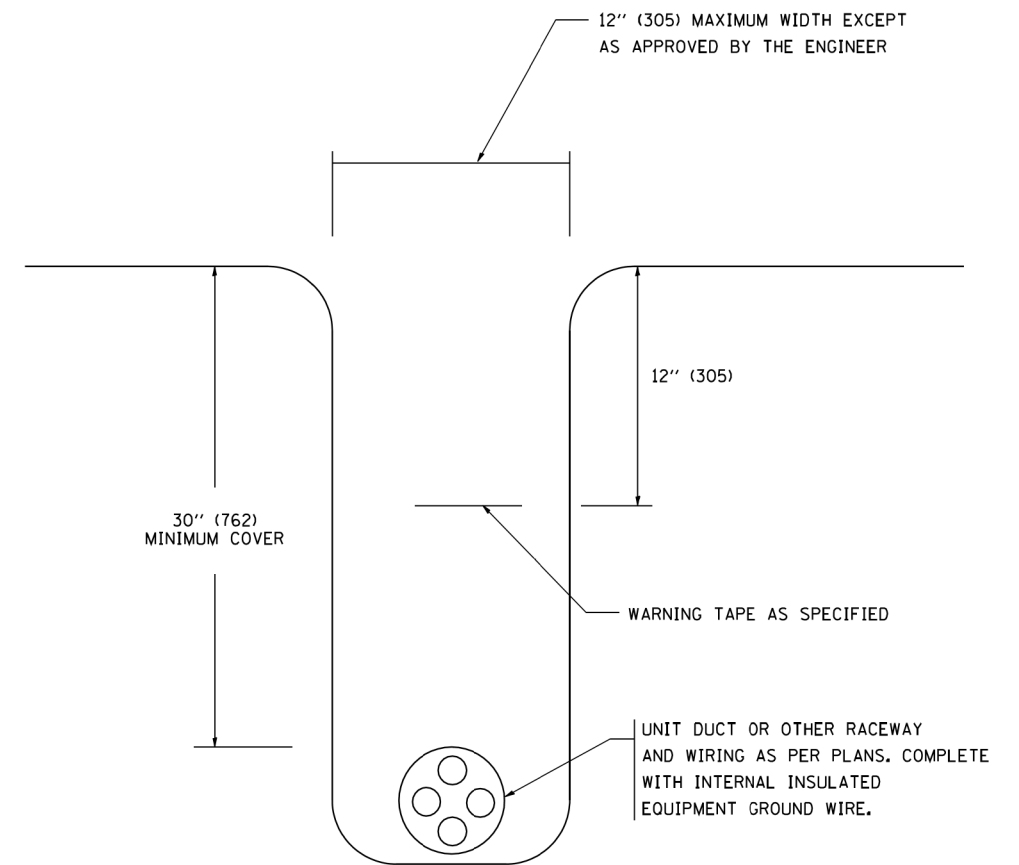 12'' (305) MAXIMUM WIDTH EXCEPT
AS APPROVED BY THE ENGINEER
12'' (305)
30'' (762)
MINIMUM COVER
WARNING TAPE AS SPECIFIED
UNIT DUCT OR OTHER RACEWAY
AND WIRING AS PER PLANS. COMPLETE
WITH INTERNAL INSULATED
EQUIPMENT GROUND WIRE.